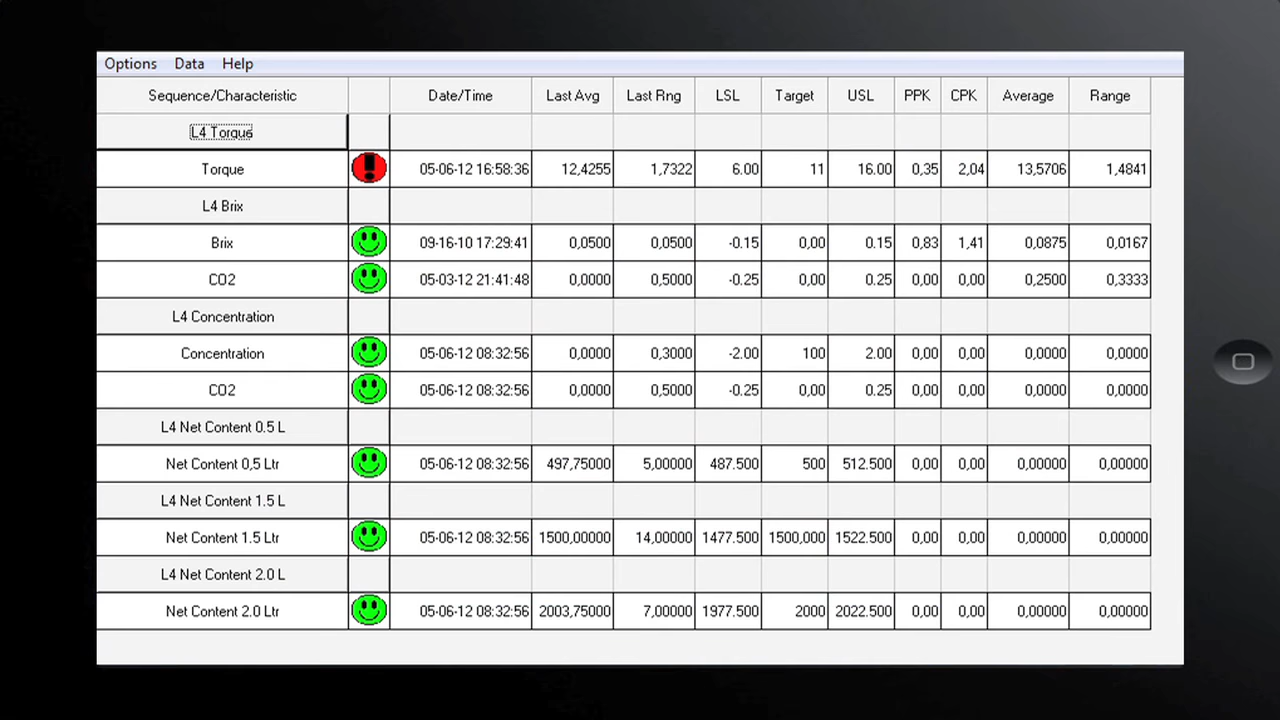 Options Data Help
Sequence/Characteristic Date/Time Last Avg Last Rng LSL Target USL PPK CPK Average Range
L4 Torque
Torque 05-06-12 16:58:36 12,4255 1,7322 6.00 11 16.00 0,35 2,04 13,5706 1,4841
L4 Brix
Brix 09-16-10 17:29:41 0,0500 0,0500 -0.15 0,00 0.15 0,83 1,41 0,0875 0,0167
CO2 05-03-12 21:41:48 0,0000 0,5000 -0.25 0,00 0.25 0,00 0,00 0,2500 0,3333
L4 Concentration
Concentration 05-06-12 08:32:56 0,0000 0,3000 -2.00 100 2.00 0,00 0,00 0,0000 0,0000
CO2 05-06-12 08:32:56 0,0000 0,5000 -0.25 0,00 0.25 0,00 0,00 0,0000 0,0000
L4 Net Content 0.5 L
Net Content 0,5 Ltr 05-06-12 08:32:56 497,75000 5,00000 487.500 500 512.500 0,00 0,00 0,00000 0,00000
L4 Net Content 1.5 L
Net Content 1.5 Ltr 05-06-12 08:32:56 1500,00000 14,00000 1477.500 1500,000 1522.500 0,00 0,00 0,00000 0,00000
L4 Net Content 2.0 L
Net Content 2.0 Ltr 05-06-12 08:32:56 2003,75000 7,00000 1977.500 2000 2022.500 0,00 0,00 0,00000 0,00000